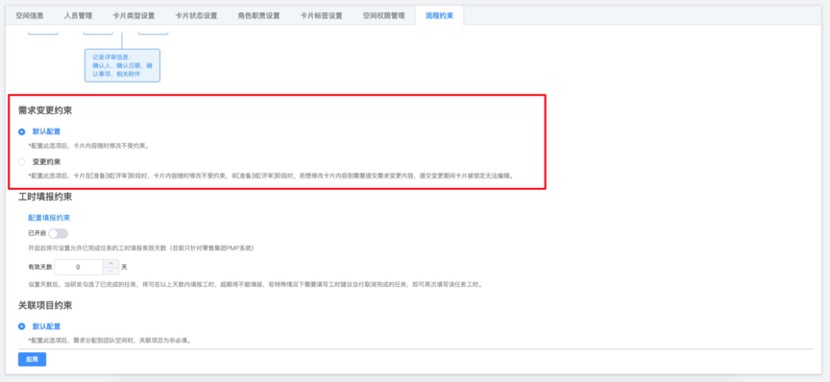 空间信息 人员管理 卡片类型设置 卡片状态设置 角色职责设置 卡片标签设置 空间权限管理 流程约束
记录评审信息:
确认人、确认日期、确
认事项、相关附件
需求变更约束
默认配置
*配置此选项后，卡片内容随时修改不受约束。
变更约束
*配置此选项后，卡片在[准备]或[评审]阶段时，卡片内容随时修改不受约束，非[准备]或[评审]阶段时，若想修改卡片内容则需要提交需求变更内容，提交变更期间卡片被锁定无法编辑。
工时填报约束
配置填报约束
已开启
开启后将可设置允许已完成任务的工时填报有效天数（目前只针对零售集团PMP系统）
有效天数 0 天
设置天数后，当研发勾选了已完成的任务，将可在以上天数内填报工时，超期将不能填报，若特殊情况下需要填写工时建议自行取消完成的任务，即可再次填写该任务工时。
关联项目约束
默认配置
*配置此选项后，需求分配到团队空间时，关联项目为非必填。
应用